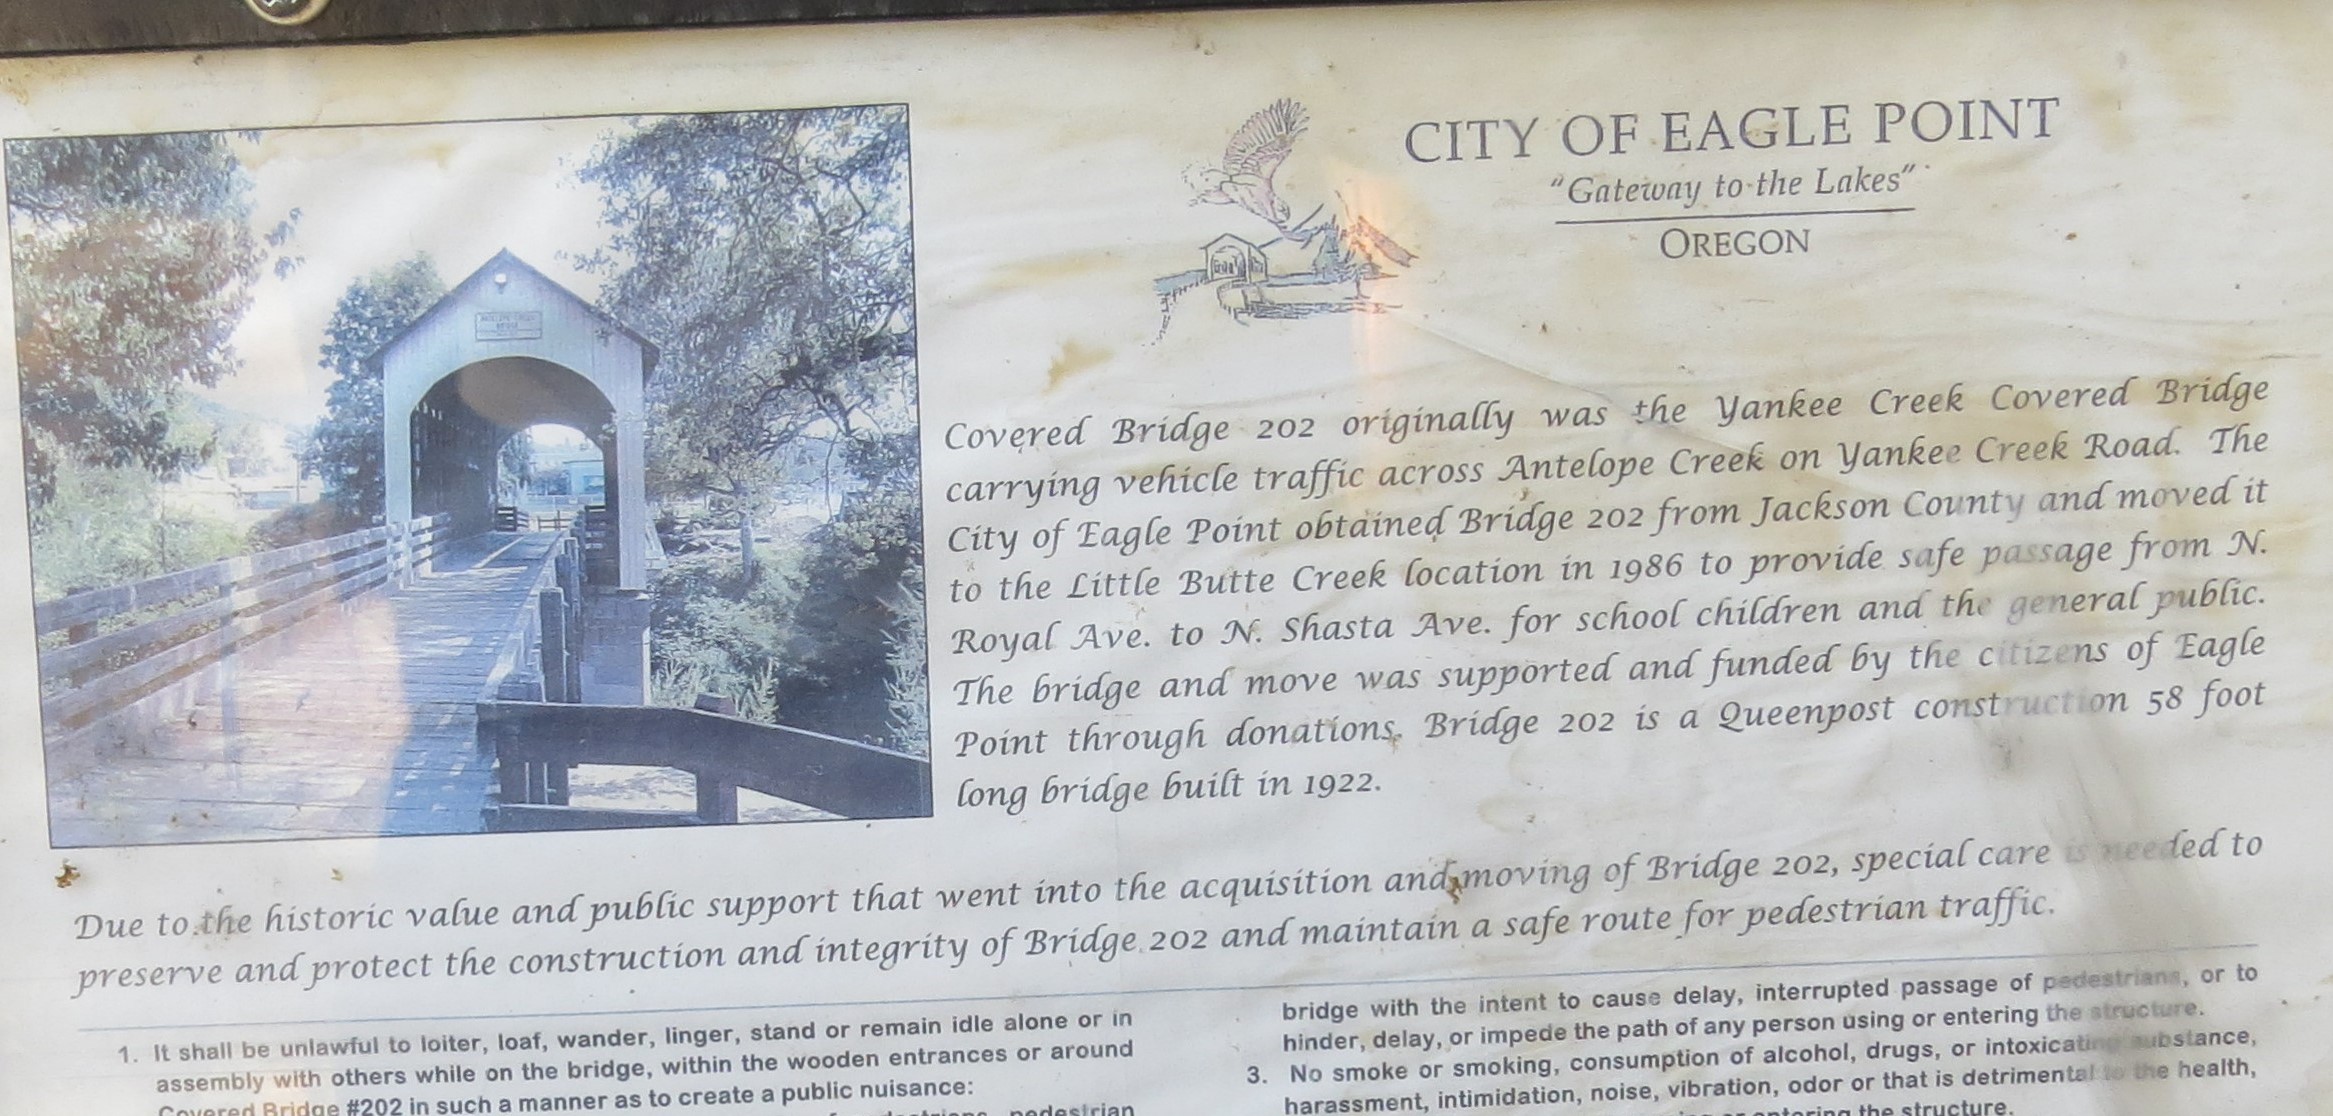 CITY OF EAGLE POINT
"Gateway to the Lakes"
OREGON
ANTELOPE CREEK
BRIDGE
Covered Bridge 202 originally was the Yankee Creek Covered Bridge
carrying vehicle traffic across Antelope Creek on Yankee Creek Road. The
City of Eagle Point obtained Bridge 202 from Jackson County and moved it
to the Little Butte Creek location in 1986 to provide safe passage from N.
Royal Ave. to N. Shasta Ave. for school children and the general public.
The bridge and move was supported and funded by the citizens of Eagle
Point through donations. Bridge 202 is a Queenpost construction 58 foot
long bridge built in 1922.
Due to the historic value and public support that went into the acquisition and moving of Bridge 202, special care is needed to
preserve and protect the construction and integrity of Bridge 202 and maintain a safe route for pedestrian traffic.
1. It shall be unlawful to loiter, loaf, wander, linger, stand or remain idle alone or in
assembly with others while on the bridge, within the wooden entrances or around
Covered Bridge #202 in such a manner as to create a public nuisance:
pedestrian
bridge with the intent to cause delay, interrupted passage of pedestrians, or to
hinder, delay, or impede the path of any person using or entering the structure.
3. No smoke or smoking, consumption of alcohol, drugs, or intoxicating substance,
harassment, intimidation, noise, vibration, odor or that is detrimental to the health,
or entering the structure.